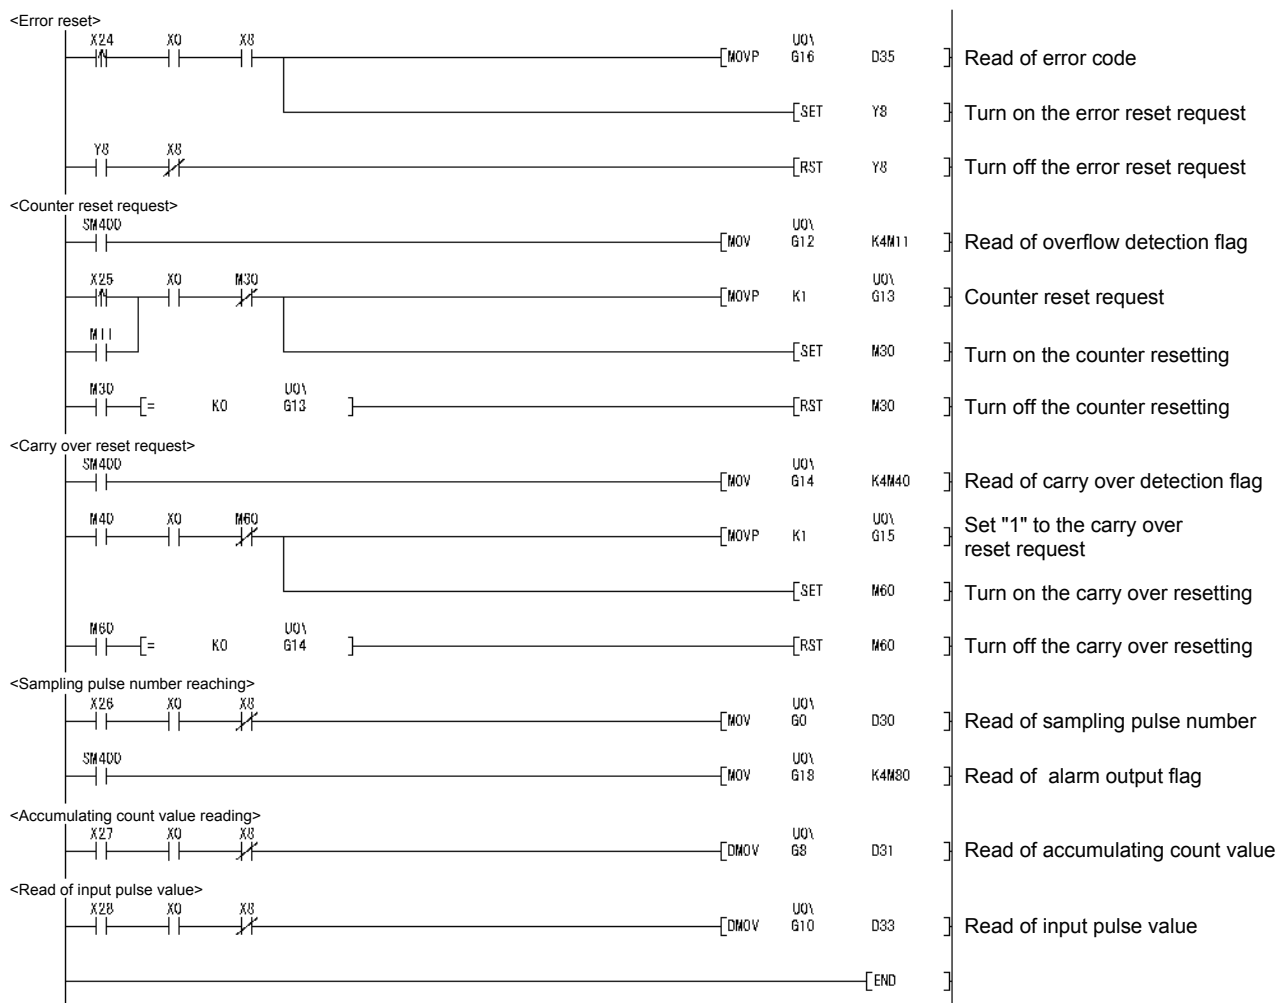 <Error reset>
X24 X0 X8 U0\
MOVP G16 D35 Read of error code
SET Y8 Turn on the error reset request
Y8 X8
RST Y8 Turn off the error reset request
<Counter reset request>
SM400 U0\
MOV G12 K4M11 Read of overflow detection flag
X25 X0 M30 U0\
MOVP K1 G13 Counter reset request
M11
SET M30 Turn on the counter resetting
M30 U0\
= K0 G13 RST M30 Turn off the counter resetting
<Carry over reset request>
SM400 U0\
MOV G14 K4M40 Read of carry over detection flag
M40 X0 M60 U0\
MOVP K1 G15 Set "1" to the carry over
reset request
SET M60 Turn on the carry over resetting
M60 U0\
= K0 G14 RST M60 Turn off the carry over resetting
<Sampling pulse number reaching>
X26 X0 X8 U0\
MOV G0 D30 Read of sampling pulse number
SM400 U0\
MOV G18 K4M80 Read of alarm output flag
<Accumulating count value reading>
X27 X0 X8 U0\
DMOV G8 D31 Read of accumulating count value
<Read of input pulse value>
X28 X0 X8 U0\
DMOV G10 D33 Read of input pulse value
END